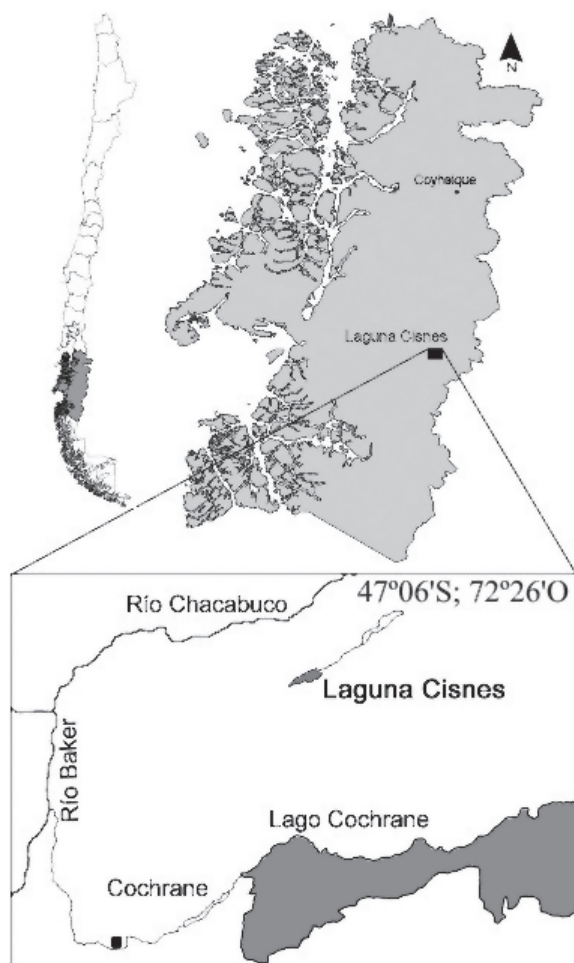 N
Coyhaique
Laguna Cisnes
47º06'S; 72º26'O
Río Chacabuco
Laguna Cisnes
Río Baker
Lago Cochrane
Cochrane